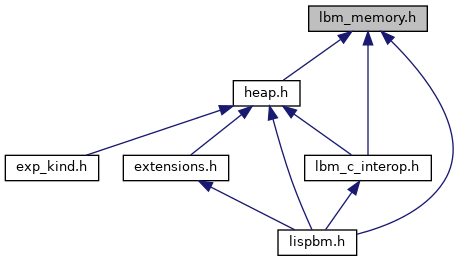 lbm_memory.h
heap.h
exp_kind.h
extensions.h
lbm_c_interop.h
lispbm.h